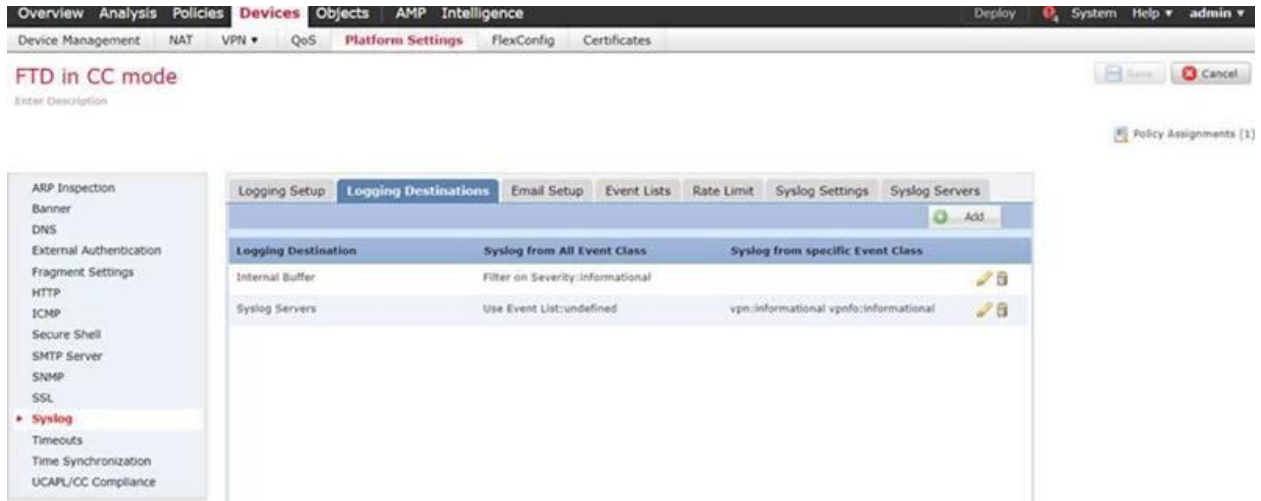 Overview Analysis Policies Devices Objects AMP Intelligence Deploy System Help admin
Device Management NAT VPN QoS Platform Settings FlexConfig Certificates
FTD in CC mode
Save Cancel
Enter Description
Policy Assignments (1)
ARP Inspection
Banner
DNS
External Authentication
Fragment Settings
HTTP
ICMP
Secure Shell
SMTP Server
SNMP
SSL
Syslog
Timeouts
Time Synchronization
UCAPL/CC Compliance
Logging Setup Logging Destinations Email Setup Event Lists Rate Limit Syslog Settings Syslog Servers
Add
Logging Destination Syslog from All Event Class Syslog from specific Event Class
Internal Buffer Filter on Severity:informational
Syslog Servers Use Event List:undefined vpn:informational vpnfo:informational